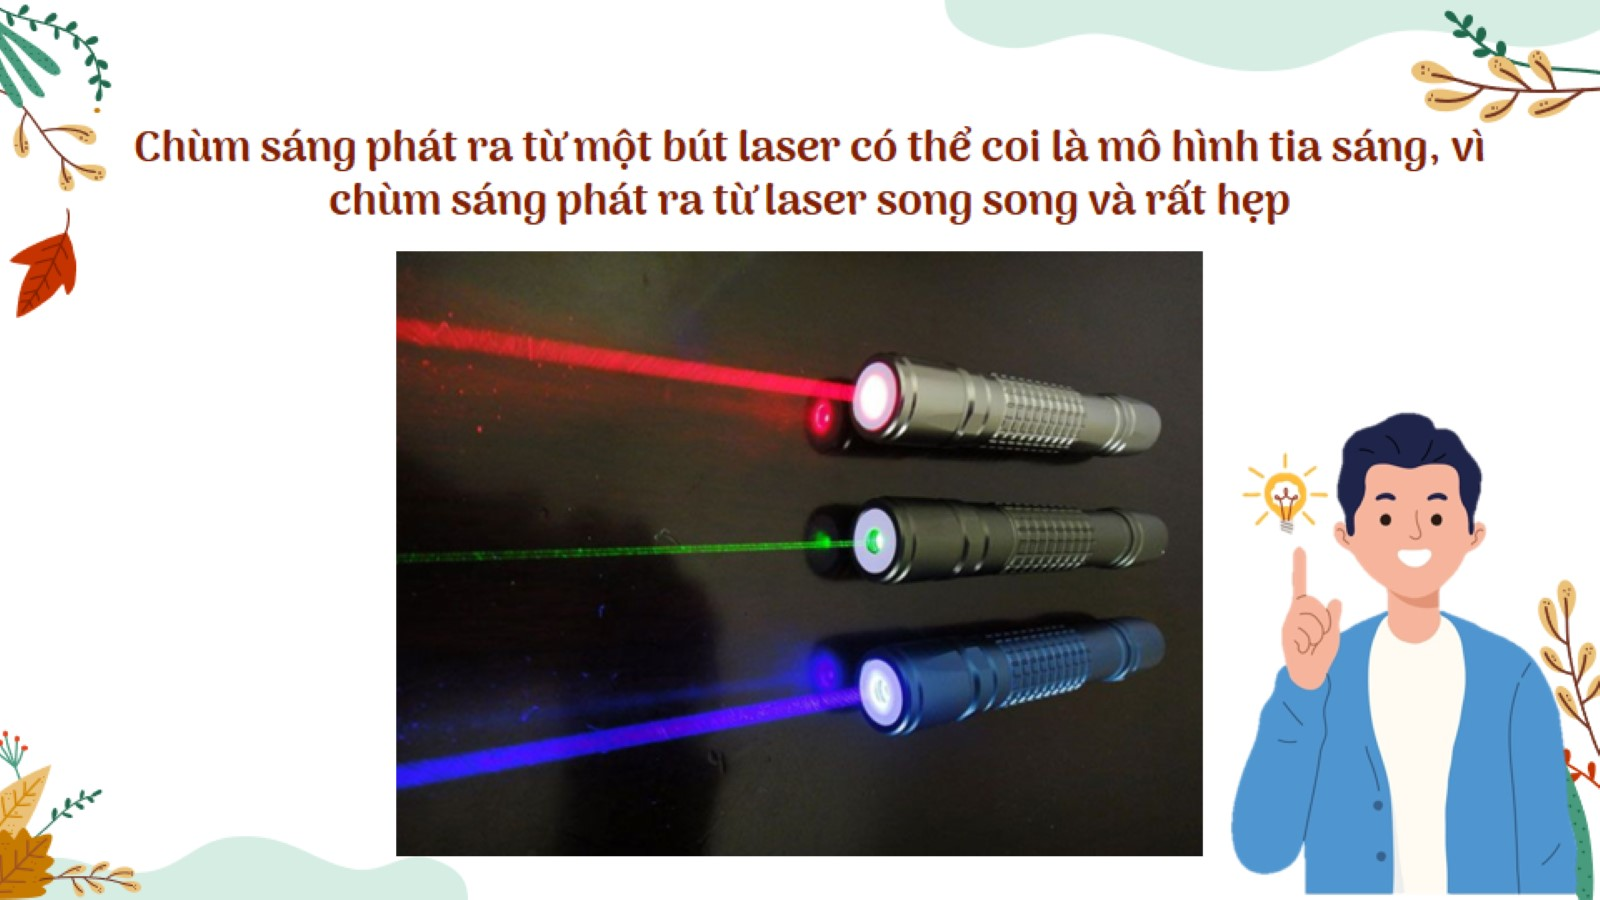 Chùm sáng phát ra từ một bút laser có thể coi là mô hình tia sáng, vì
chùm sáng phát ra từ laser song song và rất hẹp